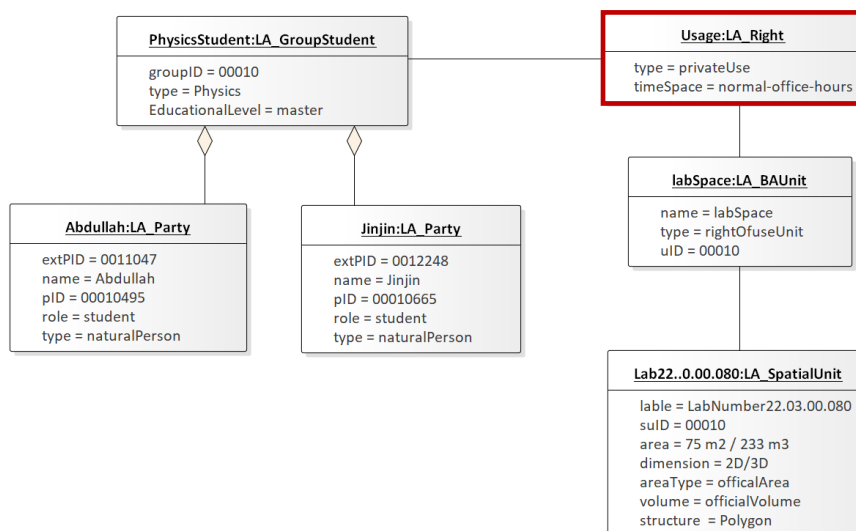 PhysicsStudent:LA_GroupStudent
groupID = 00010
type = Physics
EducationalLevel = master
Usage:LA_Right
type = privateUse
timeSpace = normal-office-hours
labSpace:LA_BAUnit
name = labSpace
type = rightOfuseUnit
uID = 00010
Abdullah:LA_Party
extPID = 0011047
name = Abdullah
pID = 00010495
role = student
type = naturalPerson
Jinjin:LA_Party
extPID = 0012248
name = Jinjin
pID = 00010665
role = student
type = naturalPerson
Lab22..0.00.080:LA_SpatialUnit
lable = LabNumber22.03.00.080
suID = 00010
area = 75 m2 / 233 m3
dimension = 2D/3D
areaType = officalArea
volume = officialVolume
structure = Polygon